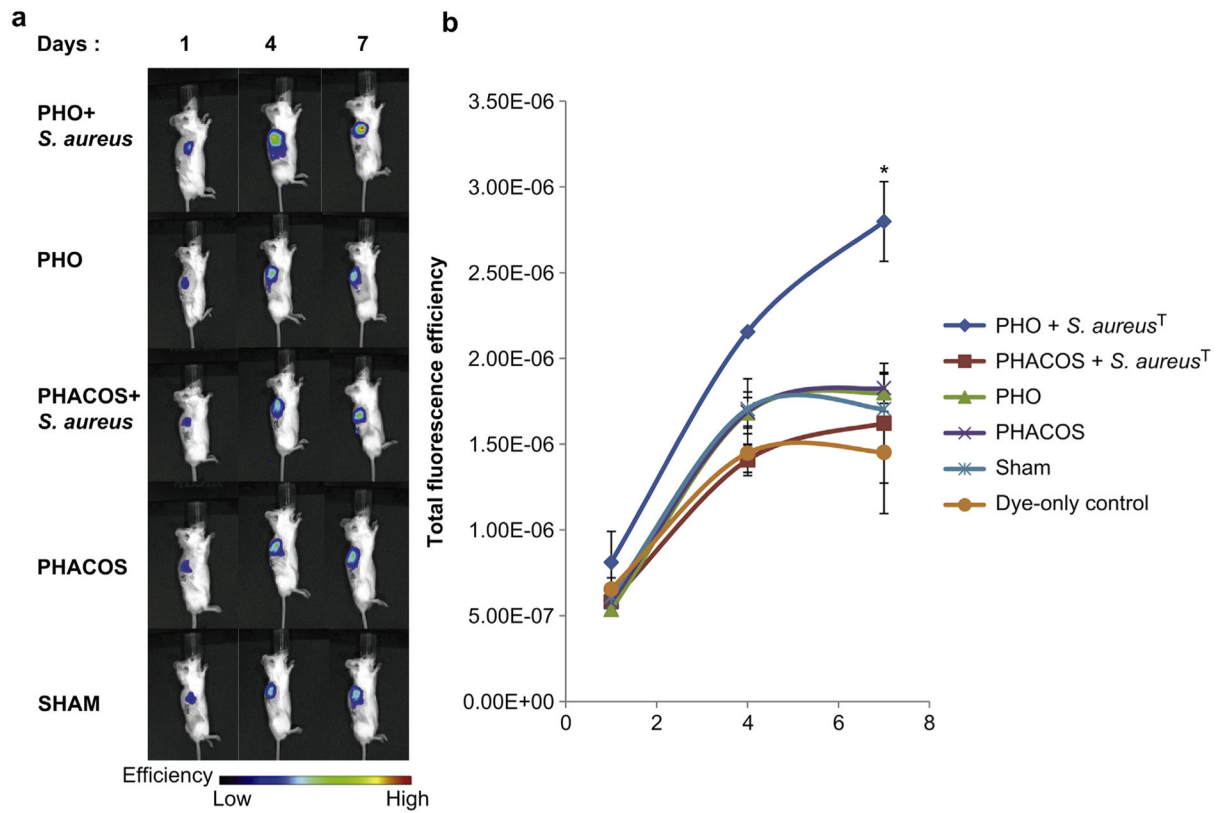 a
Days : 1 4 7
PHO+
S. aureus
PHO
PHACOS+
S. aureus
PHACOS
SHAM
Efficiency
Low High
b
Total fluorescence efficiency
3.50E-06
3.00E-06
2.50E-06
2.00E-06
1.50E-06
1.00E-06
5.00E-07
0.00E+00
0 2 4 6 8
*
PHO + S. aureusᵀ
PHACOS + S. aureusᵀ
PHO
PHACOS
Sham
Dye-only control